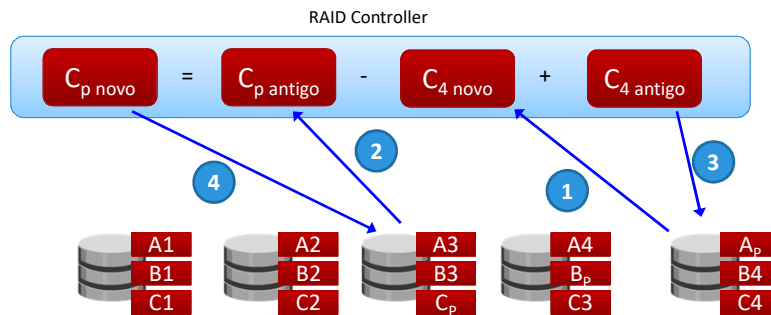 RAID Controller
Cp novo = Cp antigo - C4 novo + C4 antigo
2
3
4
1
A1 A2 A3 A4 AP
B1 B2 B3 BP B4
C1 C2 CP C3 C4